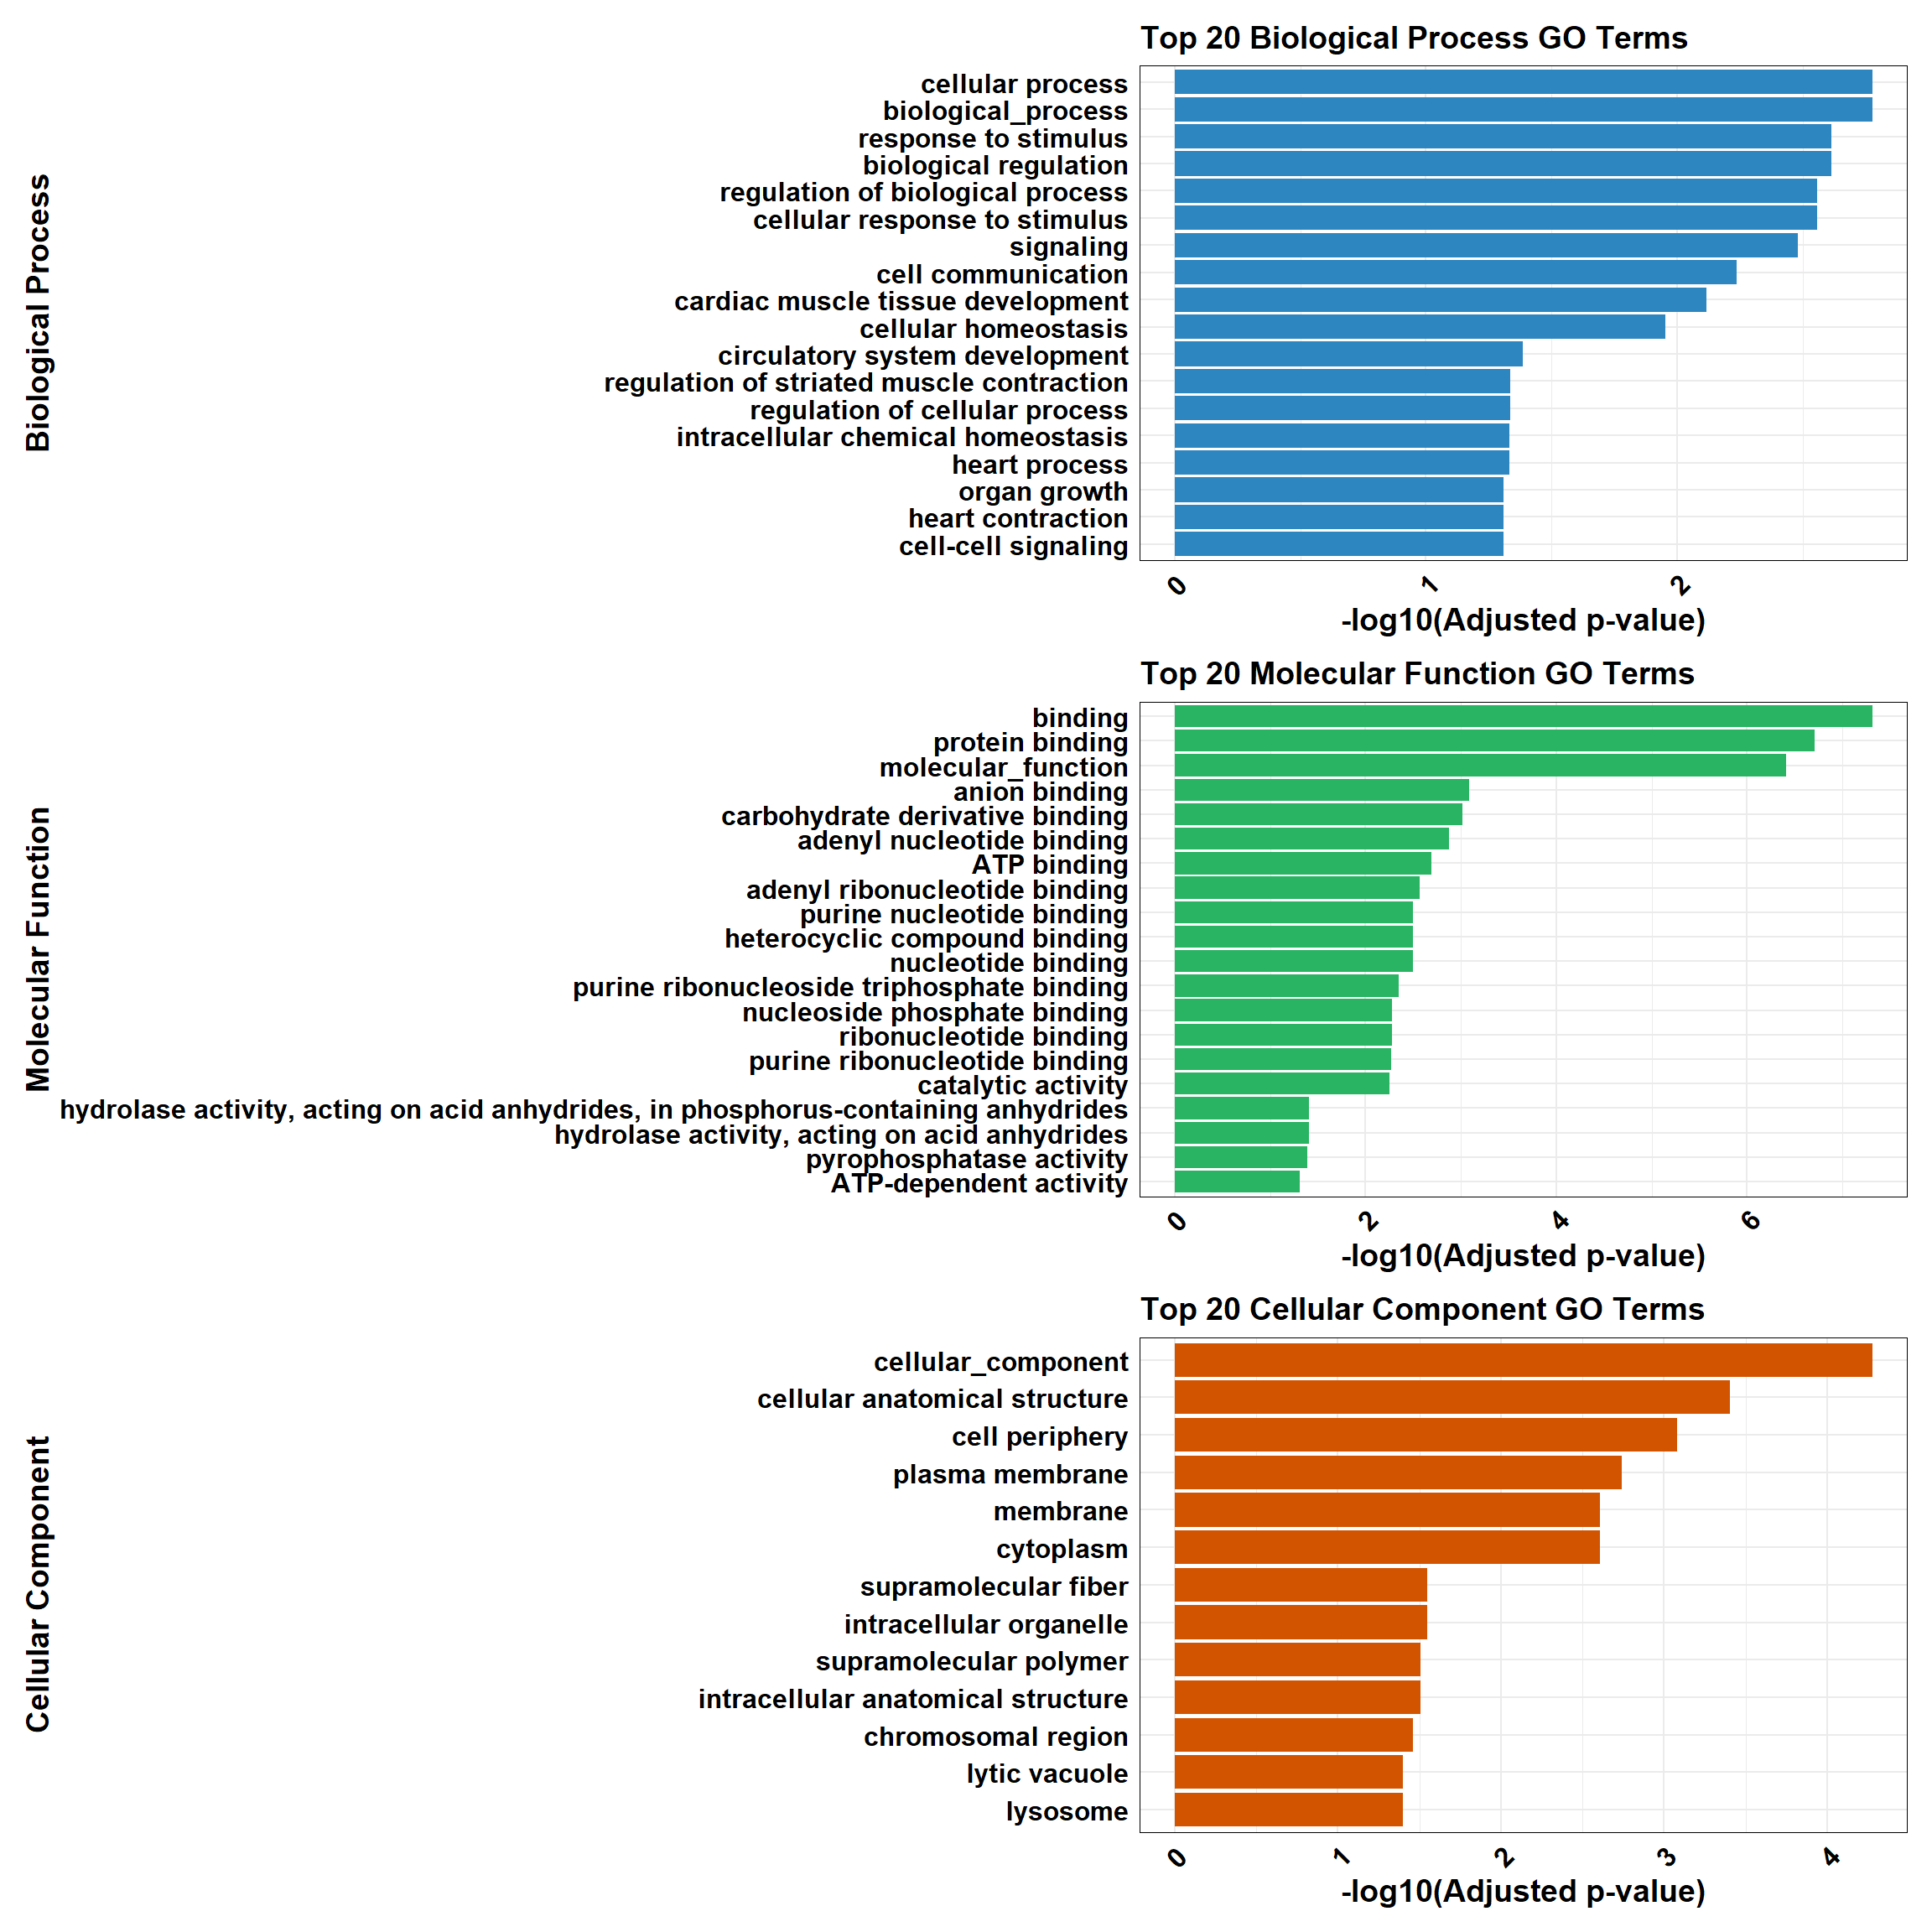 Top 20 Biological Process GO Terms
Biological Process
cellular process
biological_process
response to stimulus
biological regulation
regulation of biological process
cellular response to stimulus
signaling
cell communication
cardiac muscle tissue development
cellular homeostasis
circulatory system development
regulation of striated muscle contraction
regulation of cellular process
intracellular chemical homeostasis
heart process
organ growth
heart contraction
cell-cell signaling
0 1 2
-log10(Adjusted p-value)
Top 20 Molecular Function GO Terms
Molecular Function
binding
protein binding
molecular_function
anion binding
carbohydrate derivative binding
adenyl nucleotide binding
ATP binding
adenyl ribonucleotide binding
purine nucleotide binding
heterocyclic compound binding
nucleotide binding
purine ribonucleoside triphosphate binding
nucleoside phosphate binding
ribonucleotide binding
purine ribonucleotide binding
catalytic activity
hydrolase activity, acting on acid anhydrides, in phosphorus-containing anhydrides
hydrolase activity, acting on acid anhydrides
pyrophosphatase activity
ATP-dependent activity
0 2 4 6
-log10(Adjusted p-value)
Top 20 Cellular Component GO Terms
Cellular Component
cellular_component
cellular anatomical structure
cell periphery
plasma membrane
membrane
cytoplasm
supramolecular fiber
intracellular organelle
supramolecular polymer
intracellular anatomical structure
chromosomal region
lytic vacuole
lysosome
0 1 2 3 4
-log10(Adjusted p-value)